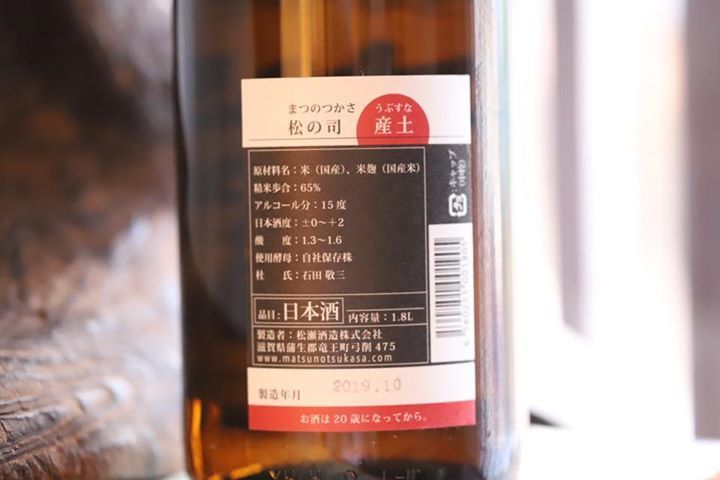 まつのつかさ
松の司
うぶすな
産土
原材料名：米（国産）、米麹（国産米）
精米歩合：65%
アルコール分：15度
日本酒度：±0～+2
酸　度：1.3～1.6
使用酵母：自社保存株
杜　氏：石田 敬三
品目：日本酒 内容量：1.8L
製造者：松瀬酒造株式会社
滋賀県蒲生郡竜王町弓削 475
www.matsunotsukasa.com
製造年月 2019.10
お酒は20歳になってから。
：キャップ